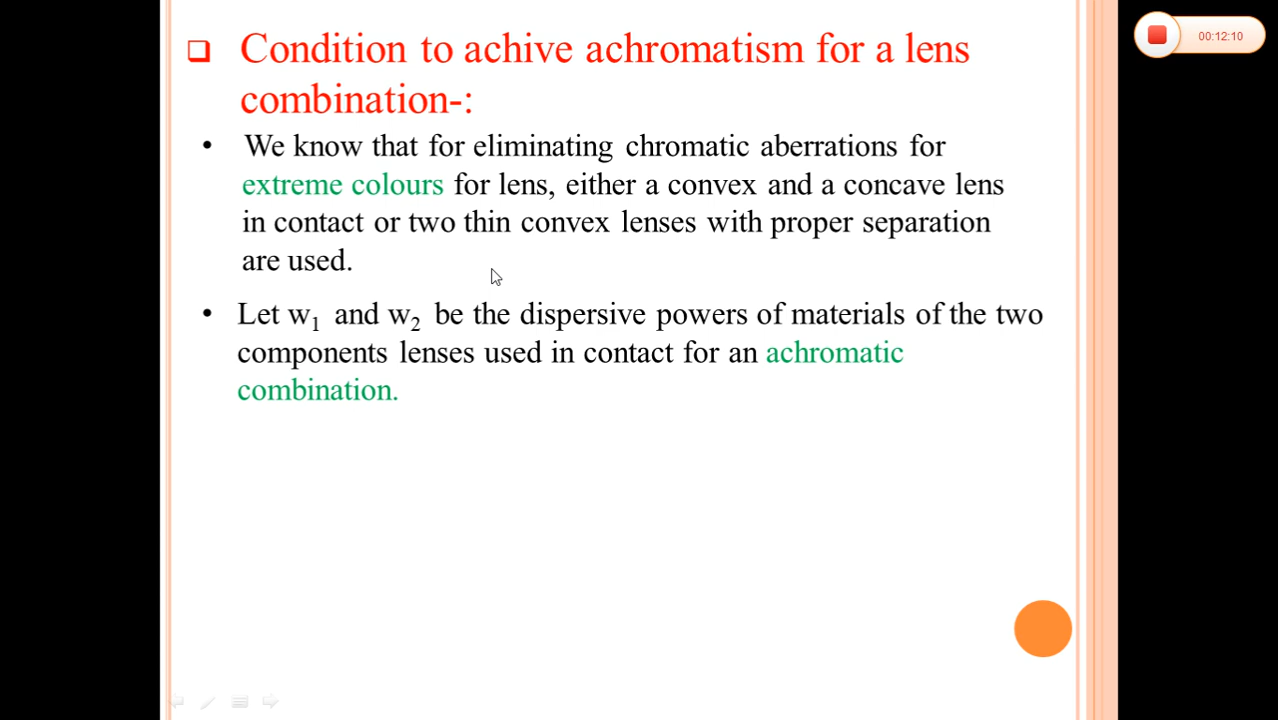 ❑ Condition to achive achromatism for a lens
combination-:
• We know that for eliminating chromatic aberrations for
extreme colours for lens, either a convex and a concave lens
in contact or two thin convex lenses with proper separation
are used.
• Let w₁ and w₂ be the dispersive powers of materials of the two
components lenses used in contact for an achromatic
combination.
00:12:10